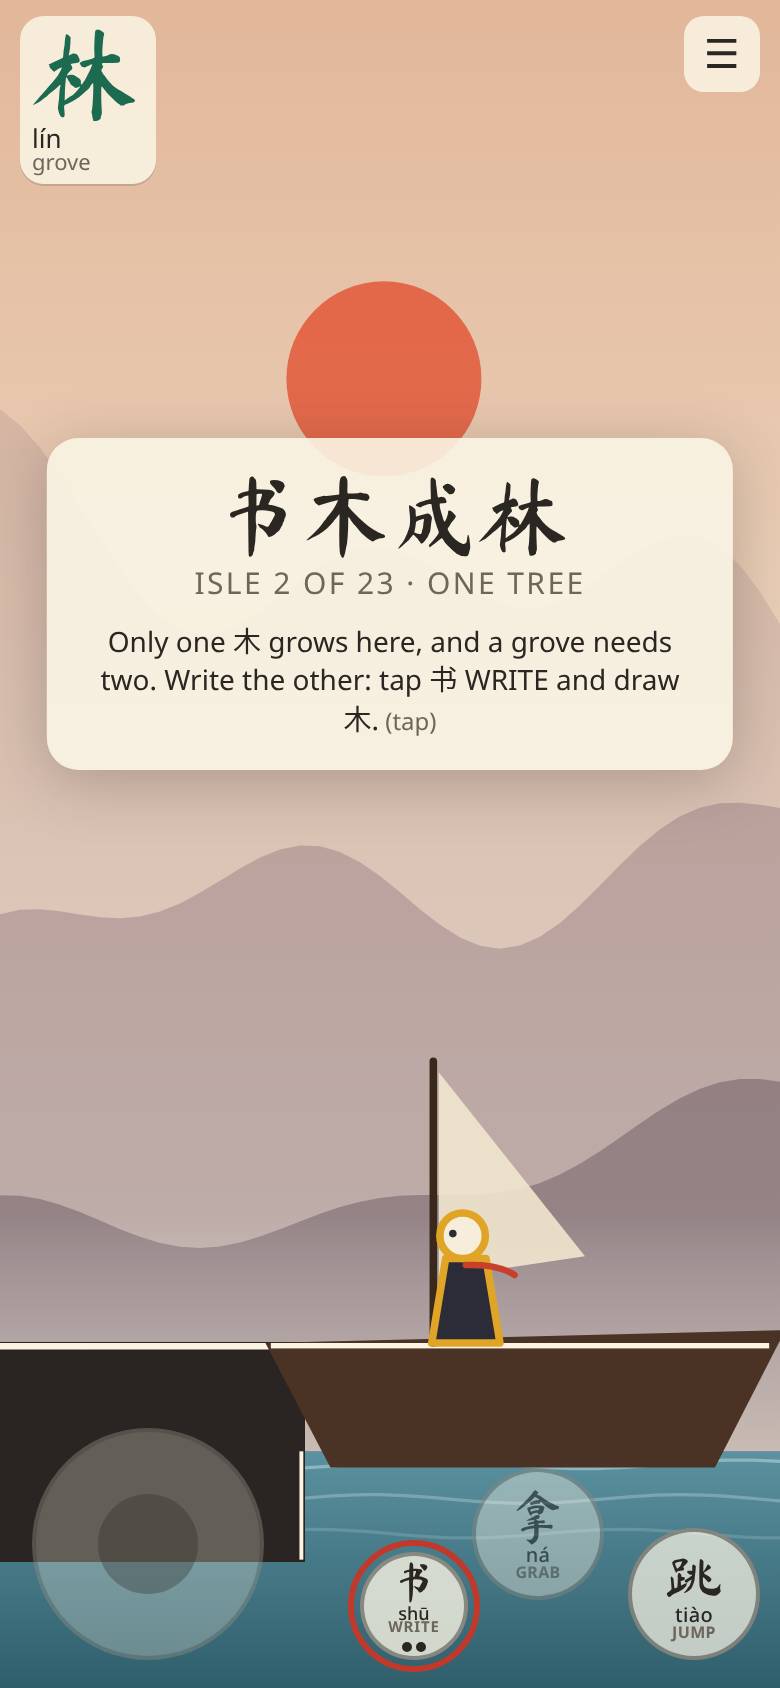 林
lín
grove
☰
书木成林
ISLE 2 OF 23 · ONE TREE
Only one 木 grows here, and a grove needs
two. Write the other: tap 书 WRITE and draw
木. (tap)
拿
ná
GRAB
书
shū
WRITE
跳
tiào
JUMP